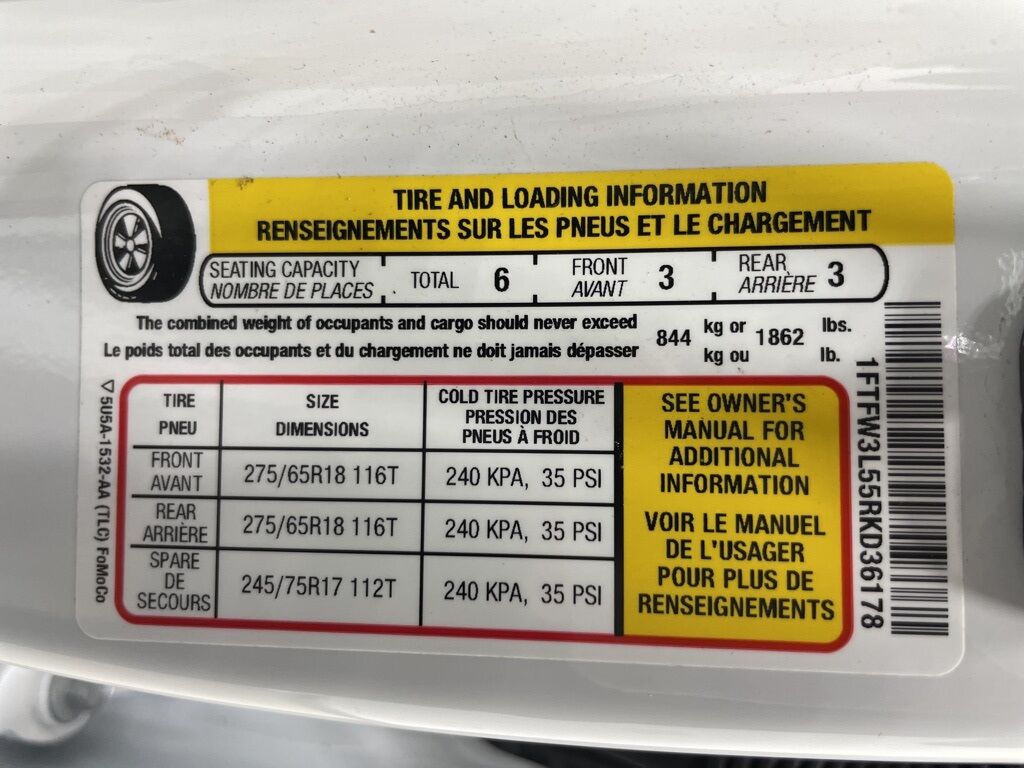 TIRE AND LOADING INFORMATION
RENSEIGNEMENTS SUR LES PNEUS ET LE CHARGEMENT
SEATING CAPACITY TOTAL 6 FRONT 3 REAR 3
NOMBRE DE PLACES AVANT ARRIÈRE
The combined weight of occupants and cargo should never exceed 844 kg or 1862 lbs.
Le poids total des occupants et du chargement ne doit jamais dépasser kg ou lb.
TIRE SIZE COLD TIRE PRESSURE
PNEU DIMENSIONS PRESSION DES
PNEUS À FROID
FRONT
AVANT 275/65R18 116T 240 KPA, 35 PSI
REAR
ARRIÈRE 275/65R18 116T 240 KPA, 35 PSI
SPARE
DE
SECOURS 245/75R17 112T 240 KPA, 35 PSI
SEE OWNER'S
MANUAL FOR
ADDITIONAL
INFORMATION
VOIR LE MANUEL
DE L'USAGER
POUR PLUS DE
RENSEIGNEMENTS
▽ 5U5A-1532-AA (TLC) FoMoCo
1FTFW3L55RKD36178